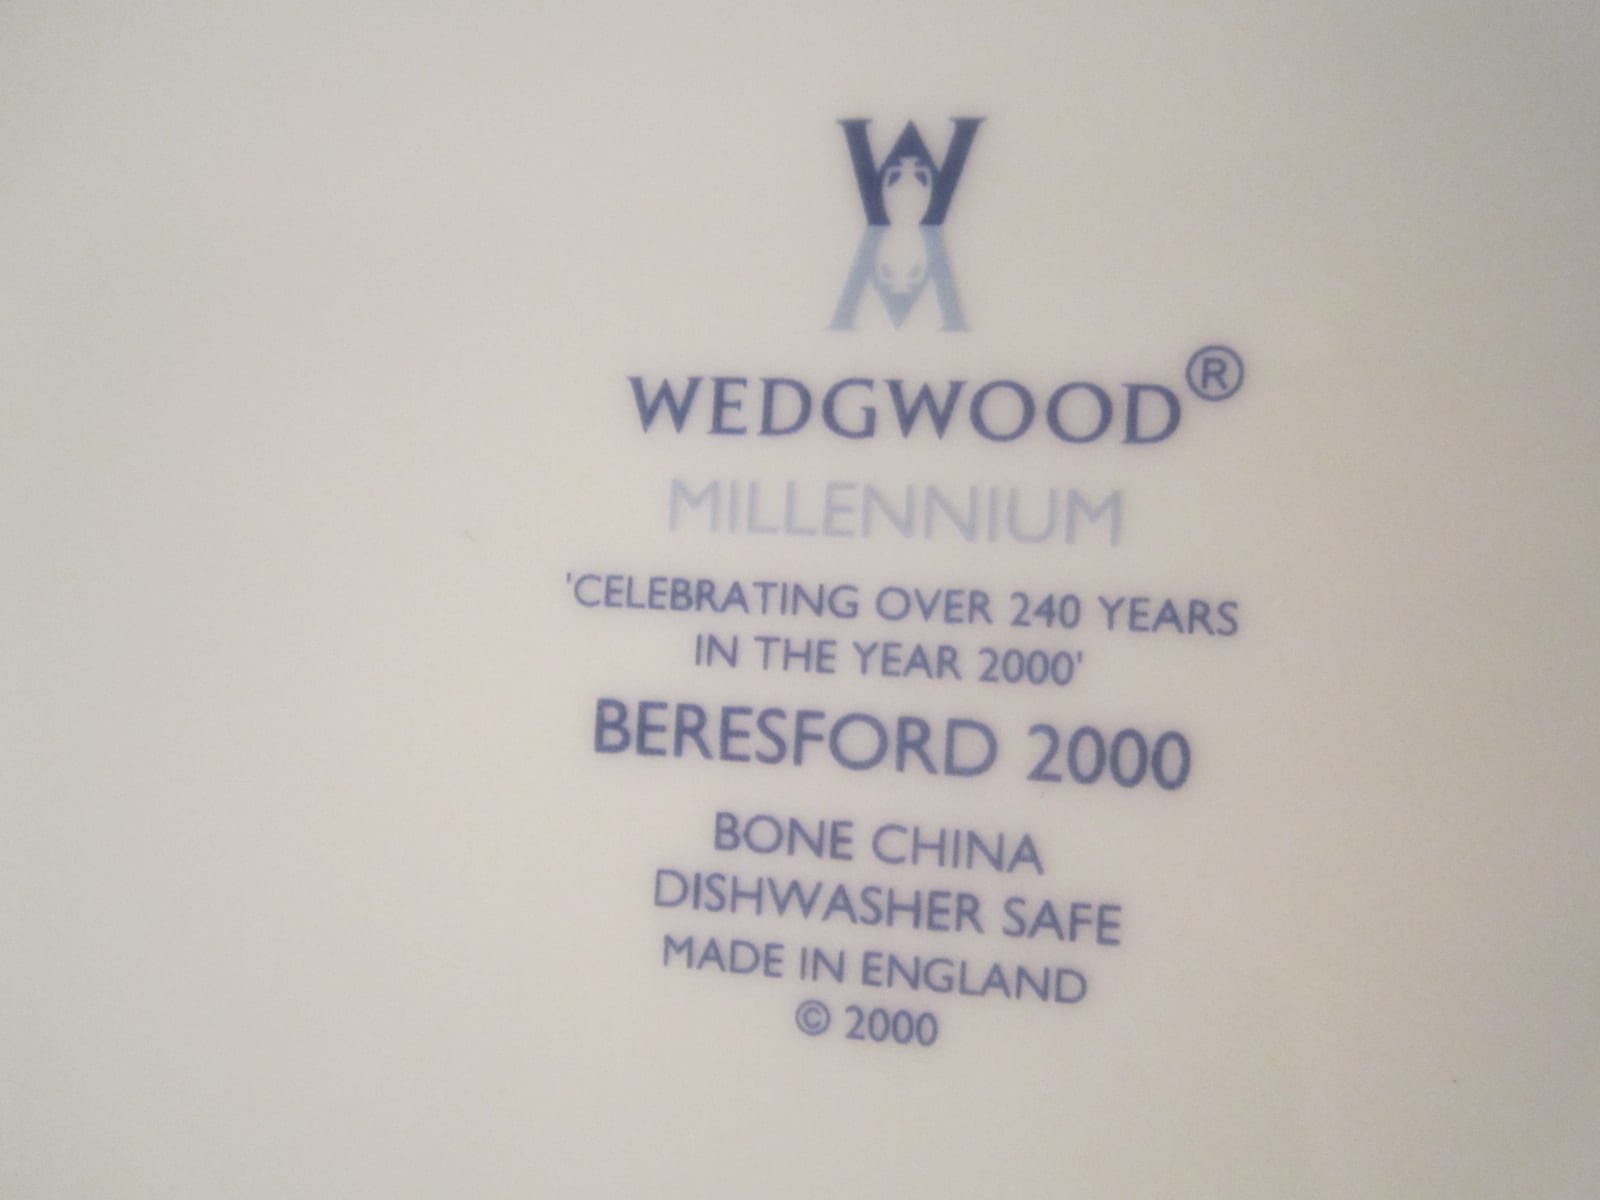 WEDGWOOD®
MILLENNIUM
'CELEBRATING OVER 240 YEARS
IN THE YEAR 2000'
BERESFORD 2000
BONE CHINA
DISHWASHER SAFE
MADE IN ENGLAND
© 2000